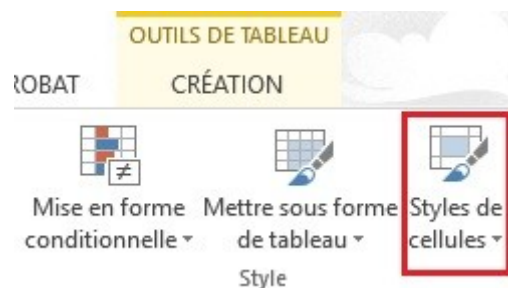 OUTILS DE TABLEAU
ROBAT CRÉATION
≠
Mise en forme Mettre sous forme Styles de
conditionnelle de tableau cellules
Style